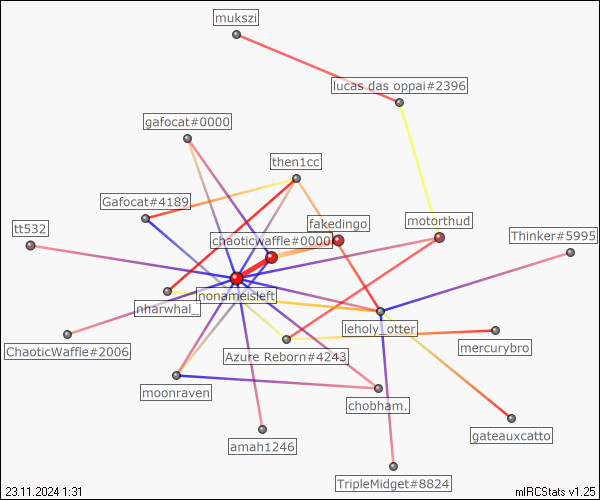 mukszi
lucas das oppai#2396
gafocat#0000
then1cc
Gafocat#4189
fakedingo
motorthud
tt532
chaoticwaffle#0000
Thinker#5995
nharwhal_
nonameisleft
leholy_otter
ChaoticWaffle#2006
Azure Reborn#4243
mercurybro
moonraven
chobham.
gateauxcatto
amah1246
TripleMidget#8824
23.11.2024 1:31
mIRCStats v1.25